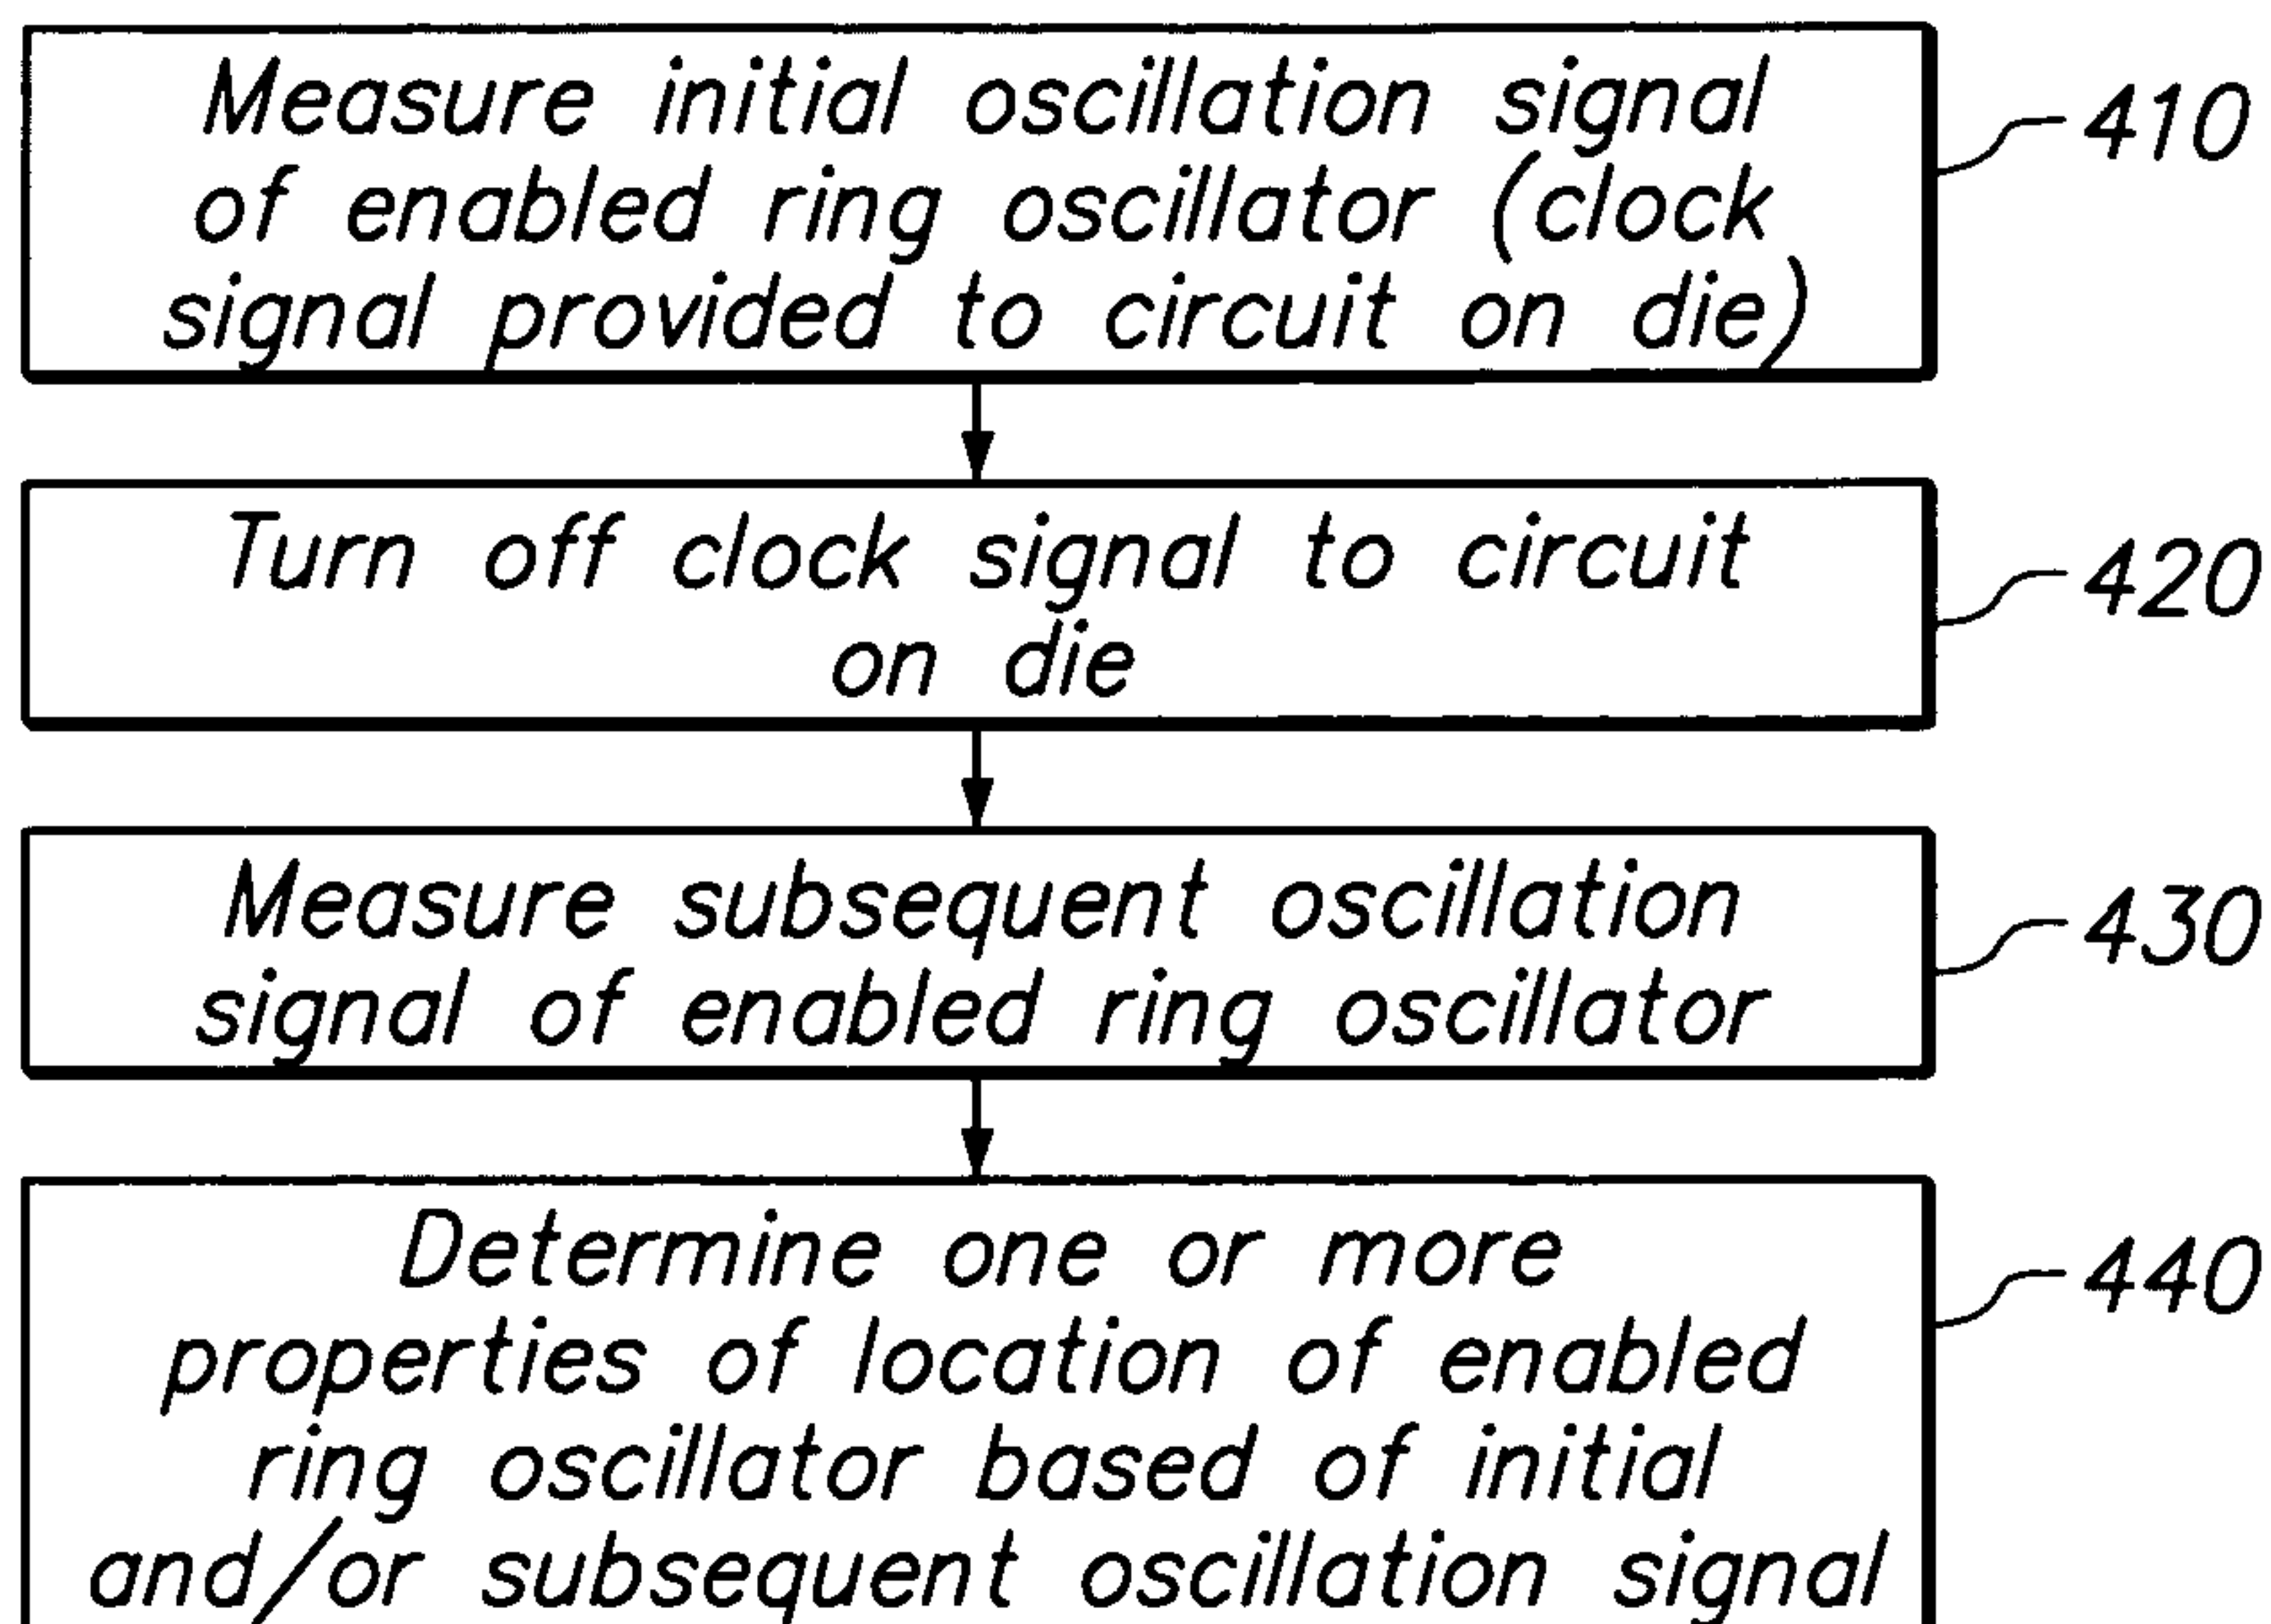 Measure initial oscillation signal
of enabled ring oscillator (clock
signal provided to circuit on die)
410
Turn off clock signal to circuit
on die
420
Measure subsequent oscillation
signal of enabled ring oscillator
430
Determine one or more
properties of location of enabled
ring oscillator based of initial
and/or subsequent oscillation signal
440